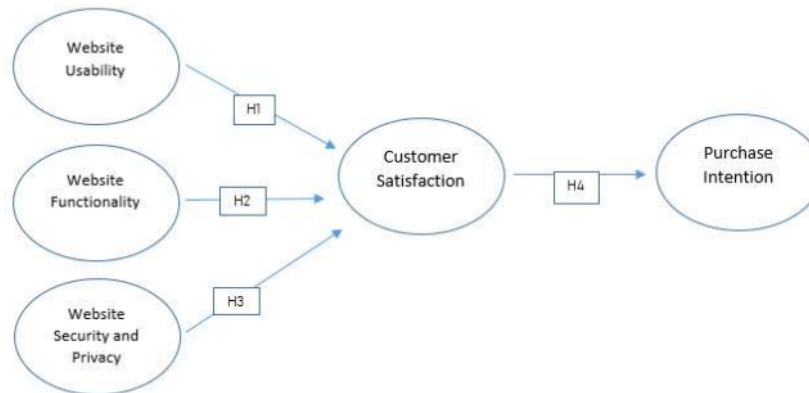 Website
Usability
H1
Website
Functionality
H2
Website
Security and
Privacy
H3
Customer
Satisfaction
H4
Purchase
Intention